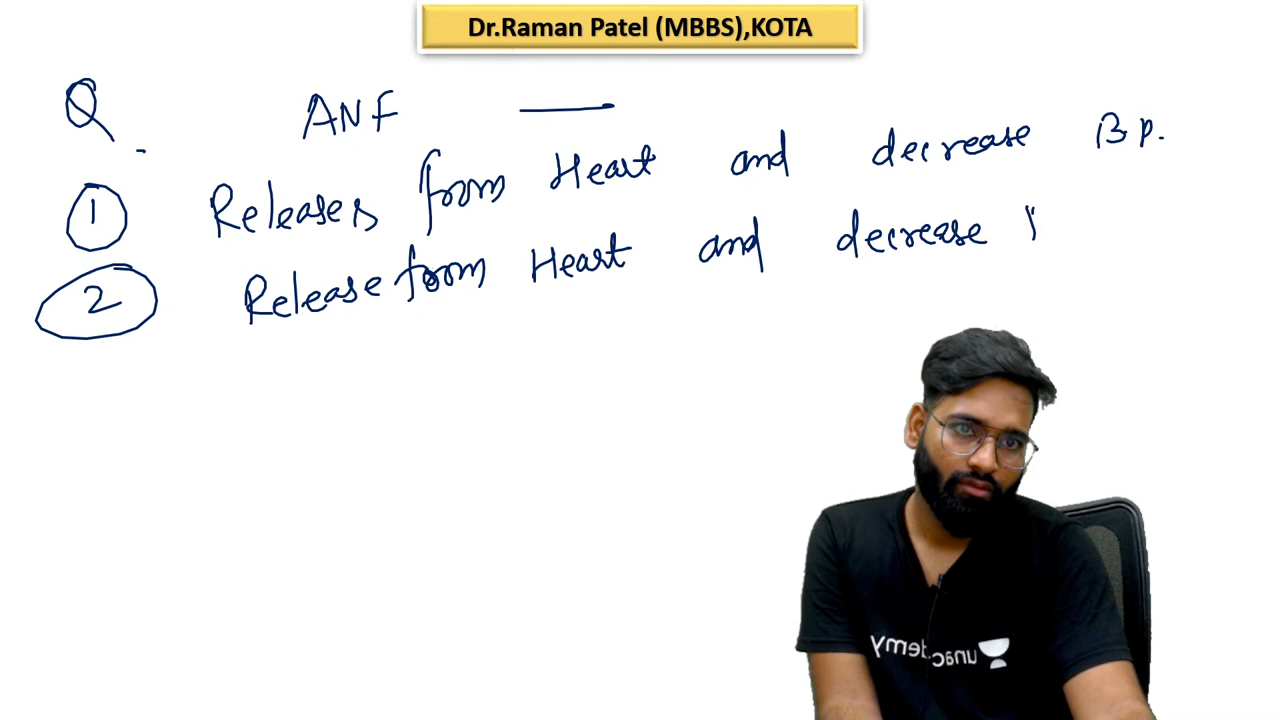 Dr.Raman Patel (MBBS),KOTA
Q. ANF —
1 Releases from Heart and decrease BP.
2 Release from Heart and decrease
unacademy